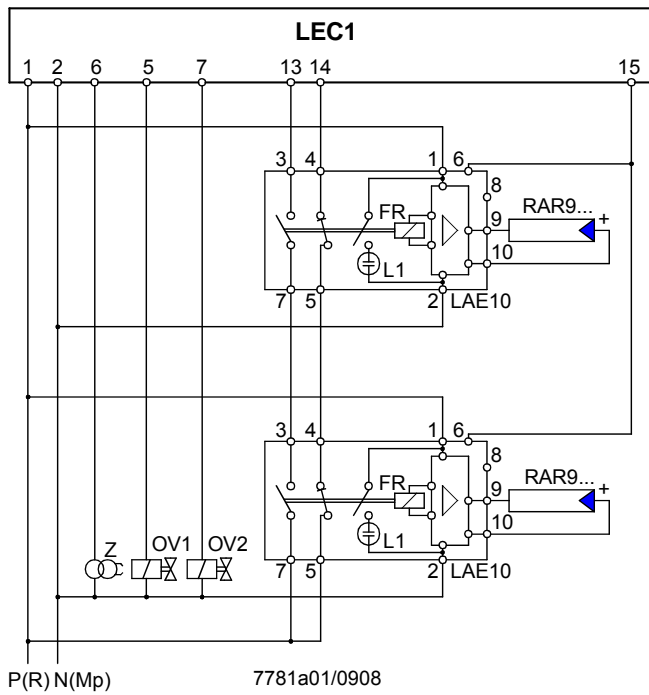 LEC1
1 2 6 5 7 13 14 15
3 4 1 6
8
FR RAR9... +
9
10
L1
7 5 2 LAE10
3 4 1 6
8
FR RAR9... +
9
10
L1
Z OV1 OV2
7 5 2 LAE10
P(R) N(Mp) 7781a01/0908